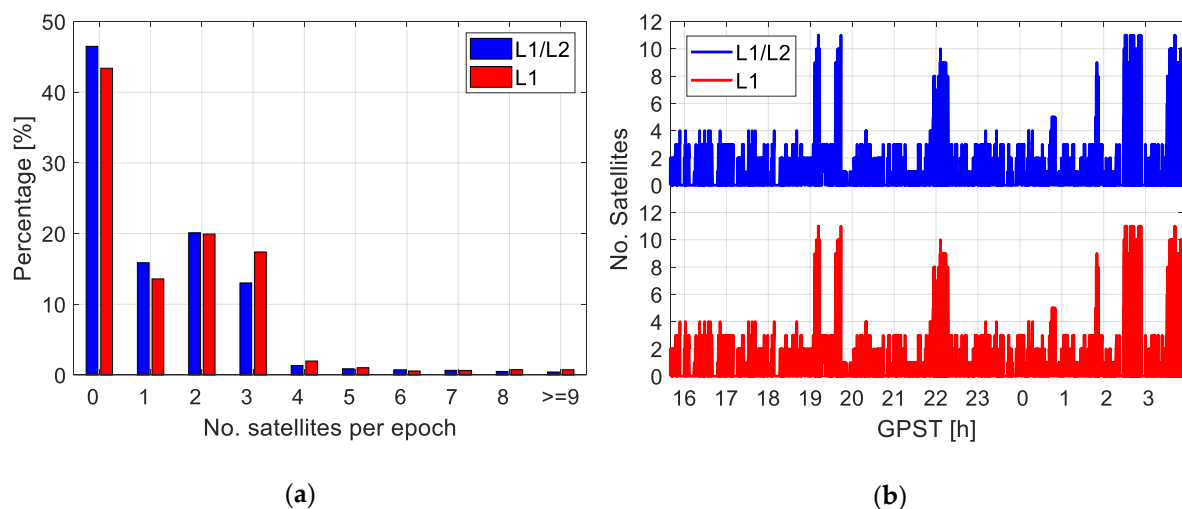 50
40
30
20
10
0
Percentage [%]
L1/L2
L1
0 1 2 3 4 5 6 7 8 >=9
No. satellites per epoch
(a)
12
10
8
6
4
2
0
12
10
8
6
4
2
0
No. Satellites
L1/L2
L1
16 17 18 19 20 21 22 23 0 1 2 3
GPST [h]
(b)